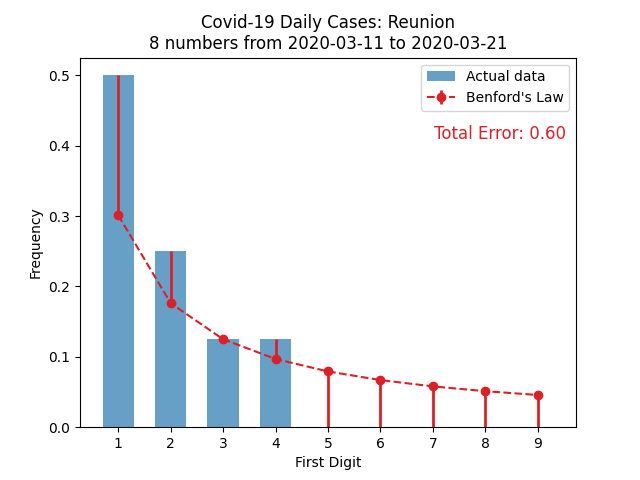 Covid-19 Daily Cases: Reunion
8 numbers from 2020-03-11 to 2020-03-21
Actual data
Benford's Law
Total Error: 0.60
0.5
0.4
0.3
0.2
0.1
0.0
Frequency
1 2 3 4 5 6 7 8 9
First Digit